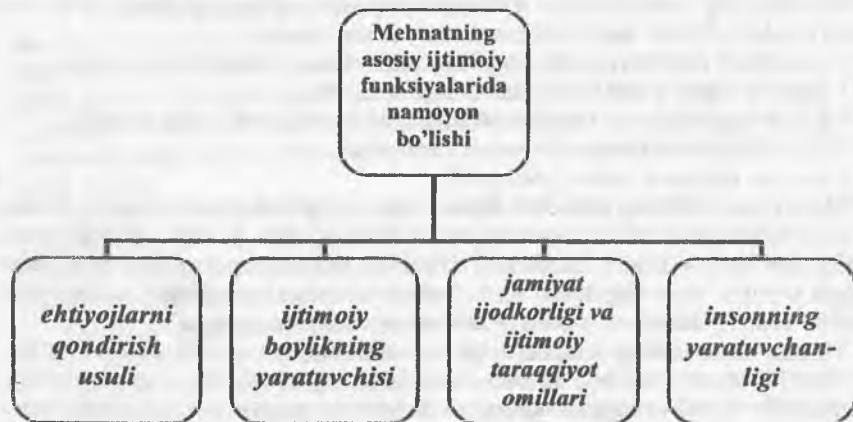 Mehnatning
asosiy ijtimoiy
funksiyalarida
namoyon
bo'lishi
ehtiyojlarni
qondirish
usuli
ijtimoiy
boylikning
yaratuvchisi
jamiyat
ijodkorligi va
ijtimoiy
taraqqiyot
omillari
insonning
yaratuvchan-
ligi